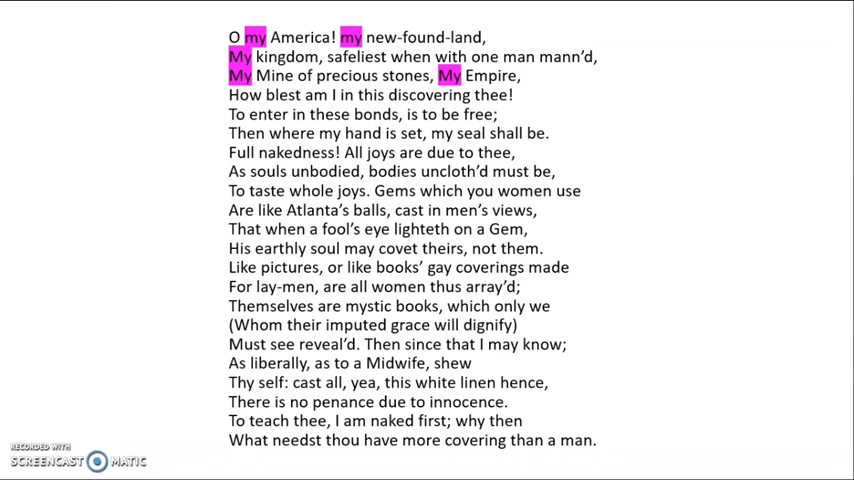 O my America! my new-found-land,
My kingdom, safeliest when with one man mann’d,
My Mine of precious stones, My Empire,
How blest am I in this discovering thee!
To enter in these bonds, is to be free;
Then where my hand is set, my seal shall be.
Full nakedness! All joys are due to thee,
As souls unbodied, bodies uncloth’d must be,
To taste whole joys. Gems which you women use
Are like Atlanta’s balls, cast in men’s views,
That when a fool’s eye lighteth on a Gem,
His earthly soul may covet theirs, not them.
Like pictures, or like books’ gay coverings made
For lay-men, are all women thus array’d;
Themselves are mystic books, which only we
(Whom their imputed grace will dignify)
Must see reveal’d. Then since that I may know;
As liberally, as to a Midwife, shew
Thy self: cast all, yea, this white linen hence,
There is no penance due to innocence.
To teach thee, I am naked first; why then
What needst thou have more covering than a man.
RECORDED WITH
SCREENCAST MATIC